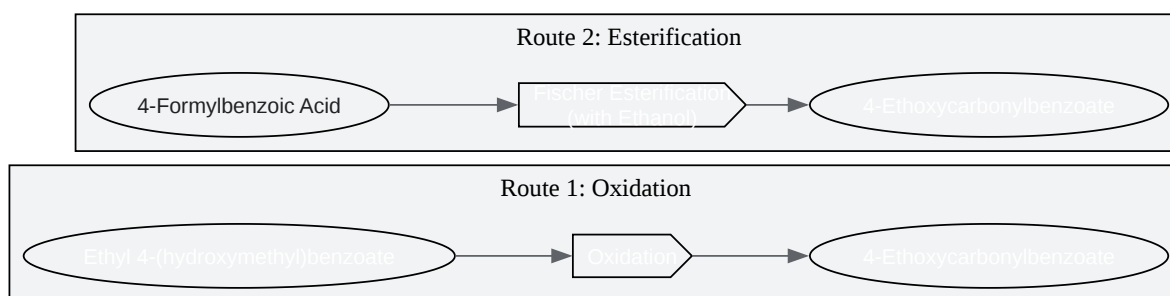 Route 2: Esterification
4-Formylbenzoic Acid
Fischer Esterification
(with Ethanol)
4-Ethoxycarbonylbenzoate
Route 1: Oxidation
Ethyl 4-(hydroxymethyl)benzoate
Oxidation
4-Ethoxycarbonylbenzoate